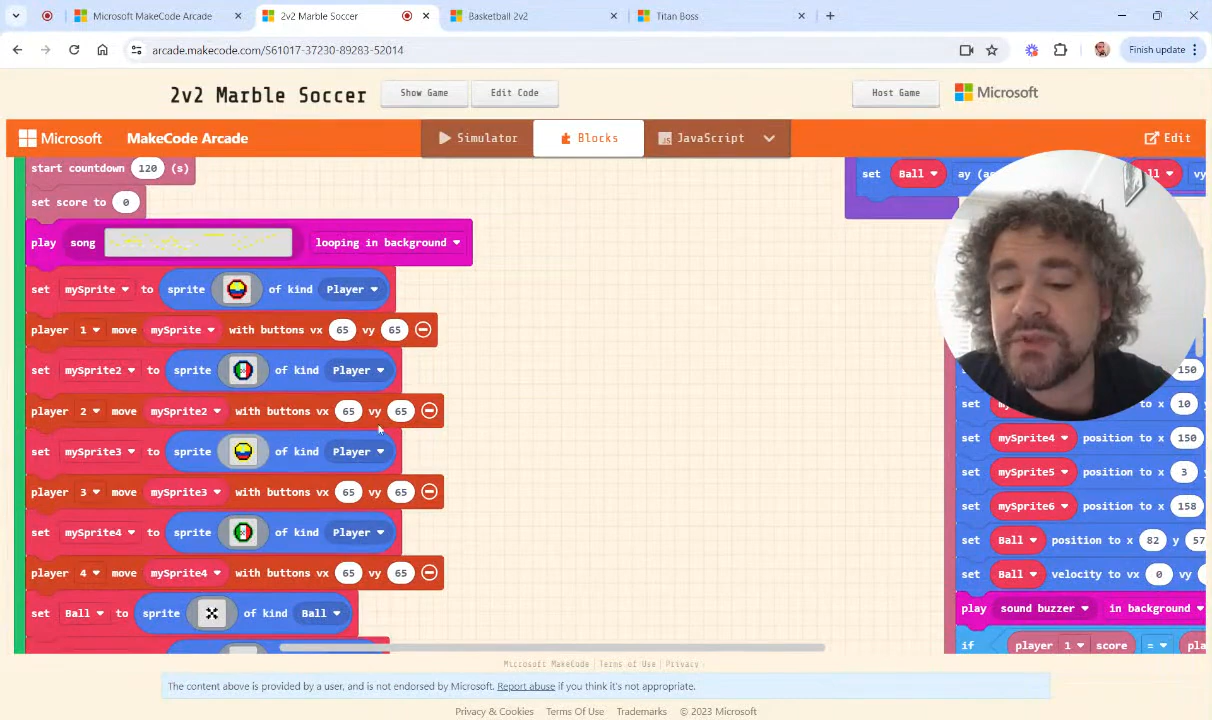 Microsoft MakeCode Arcade
2v2 Marble Soccer
Basketball 2v2
Titan Boss
arcade.makecode.com/S61017-37230-89283-52014
Finish update
2v2 Marble Soccer
Show Game
Edit Code
Host Game
Microsoft
Microsoft
MakeCode Arcade
Simulator
Blocks
JS JavaScript
Edit
start countdown 120 (s)
set score to 0
play song looping in background
set mySprite to sprite of kind Player
player 1 move mySprite with buttons vx 65 vy 65
set mySprite2 to sprite of kind Player
player 2 move mySprite2 with buttons vx 65 vy 65
set mySprite3 to sprite of kind Player
player 3 move mySprite3 with buttons vx 65 vy 65
set mySprite4 to sprite of kind Player
player 4 move mySprite4 with buttons vx 65 vy 65
set Ball to sprite of kind Ball
set Ball ay (ac
vy
150
set
to x 10
set mySprite4 position to x 150
set mySprite5 position to x 3
set mySprite6 position to x 158
set Ball position to x 82 y 57
set Ball velocity to vx 0 vy
play sound buzzer in background
if player 1 score = pla
Microsoft MakeCode | Terms of Use | Privacy
The content above is provided by a user, and is not endorsed by Microsoft. Report abuse if you think it's not appropriate.
Privacy & Cookies Terms Of Use Trademarks © 2023 Microsoft